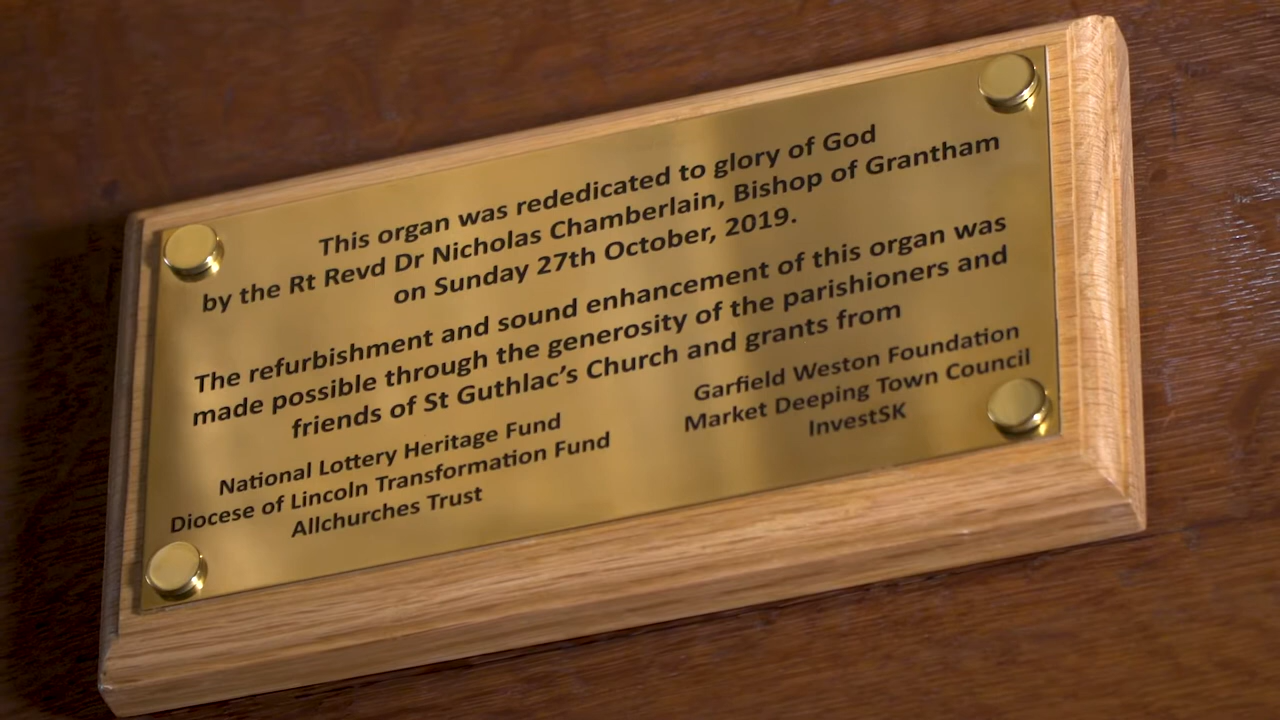 This organ was rededicated to glory of God
by the Rt Revd Dr Nicholas Chamberlain, Bishop of Grantham
on Sunday 27th October, 2019.
The refurbishment and sound enhancement of this organ was
made possible through the generosity of the parishioners and
friends of St Guthlac’s Church and grants from
National Lottery Heritage Fund
Diocese of Lincoln Transformation Fund
Allchurches Trust
Garfield Weston Foundation
Market Deeping Town Council
InvestSK